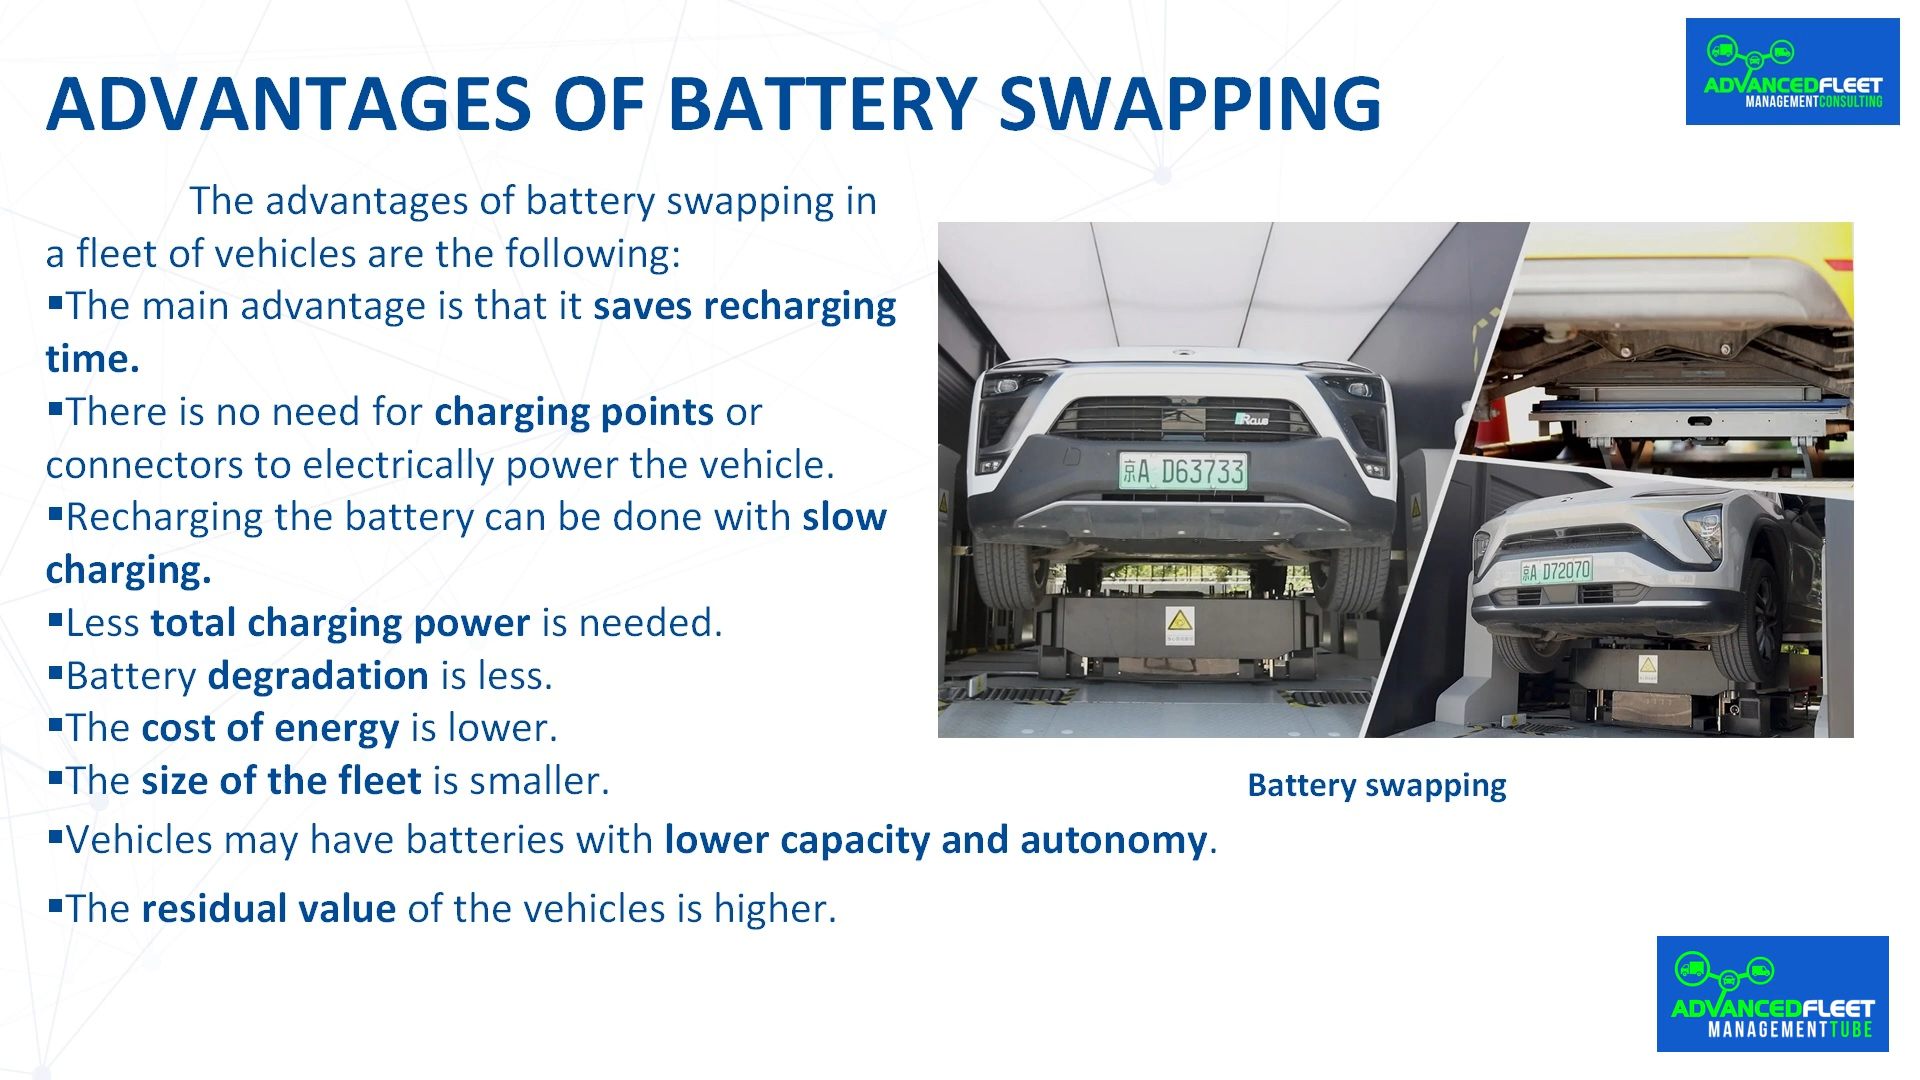 ADVANTAGES OF BATTERY SWAPPING
ADVANCEDFLEET
MANAGEMENTCONSULTING
The advantages of battery swapping in
a fleet of vehicles are the following:
▪The main advantage is that it saves recharging
time.
▪There is no need for charging points or
connectors to electrically power the vehicle.
▪Recharging the battery can be done with slow
charging.
▪Less total charging power is needed.
▪Battery degradation is less.
▪The cost of energy is lower.
▪The size of the fleet is smaller.
▪Vehicles may have batteries with lower capacity and autonomy.
▪The residual value of the vehicles is higher.
京A D63733
京A D72070
Battery swapping
ADVANCEDFLEET
MANAGEMENTTUBE